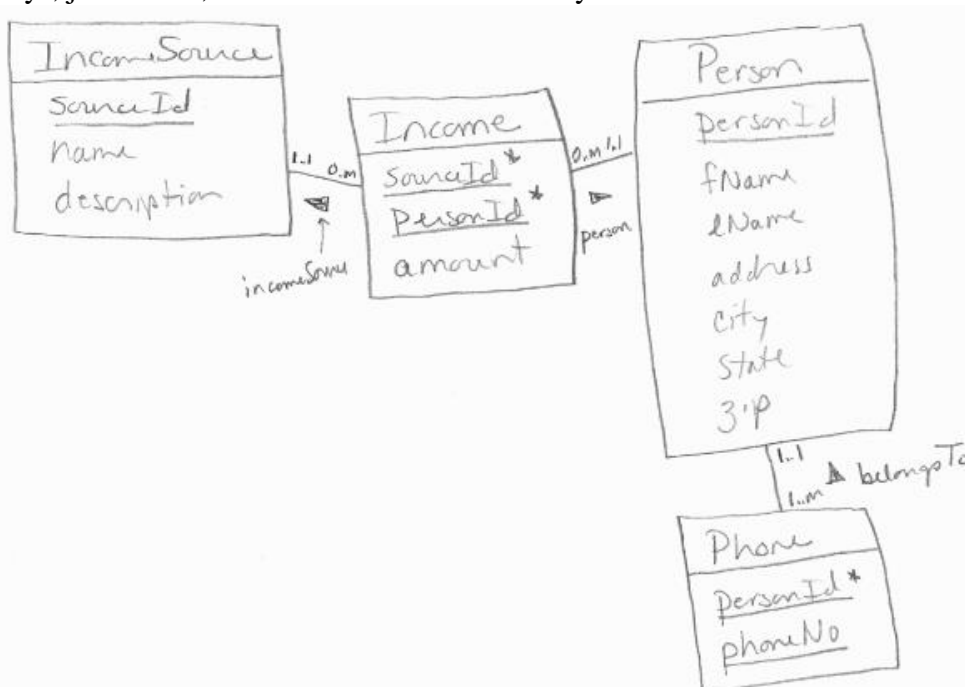 IncomeSource
sourceId
name
description
1..1
0..m
incomeSource
Income
sourceId*
personId*
amount
0..m 1..1
person
Person
personId
fName
lName
address
city
state
zip
1..1
1..m
belongsTo
Phone
personId*
phoneNo